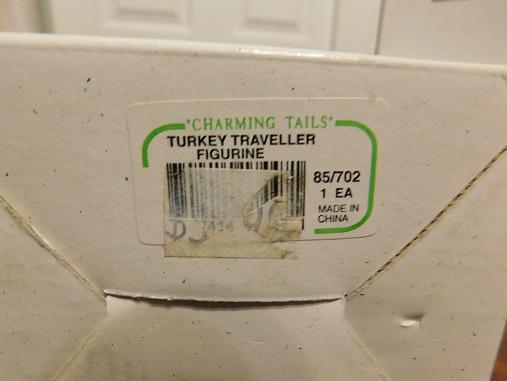 "CHARMING TAILS"
TURKEY TRAVELLER
FIGURINE
85/702
1 EA
MADE IN
CHINA